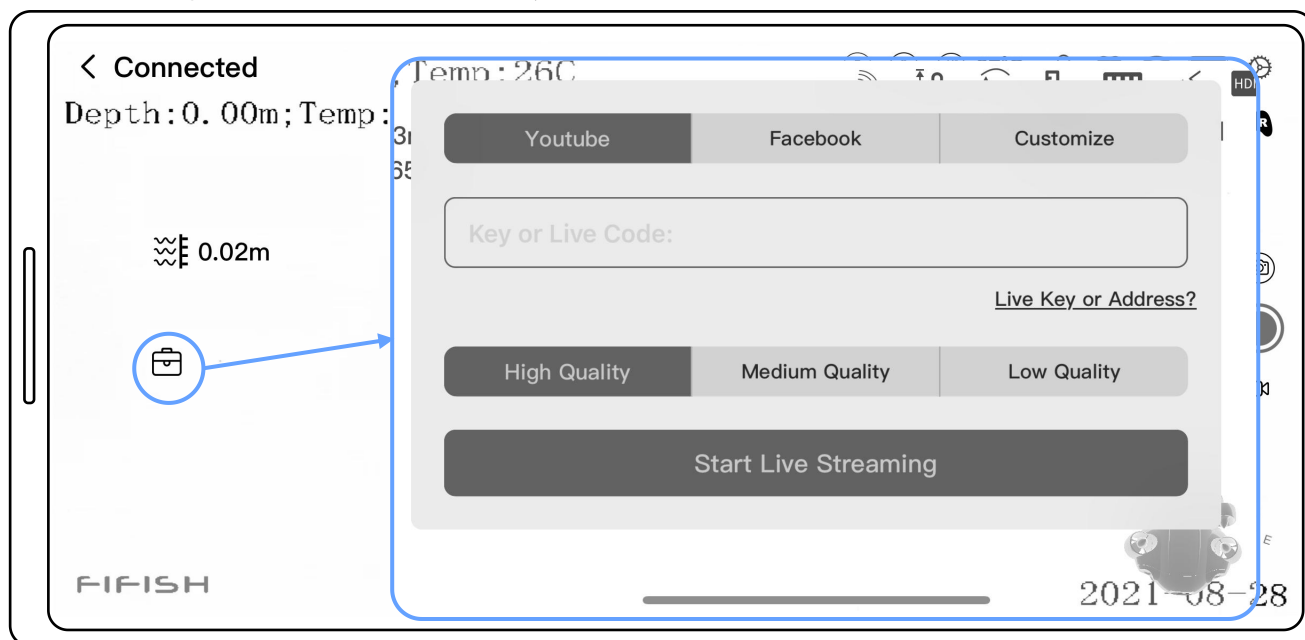 Connected
Temp:26C
Depth:0.00m;Temp:
HD
Youtube
Facebook
Customize
Key or Live Code:
0.02m
Live Key or Address?
High Quality
Medium Quality
Low Quality
Start Live Streaming
FIFISH
E
2021-08-28